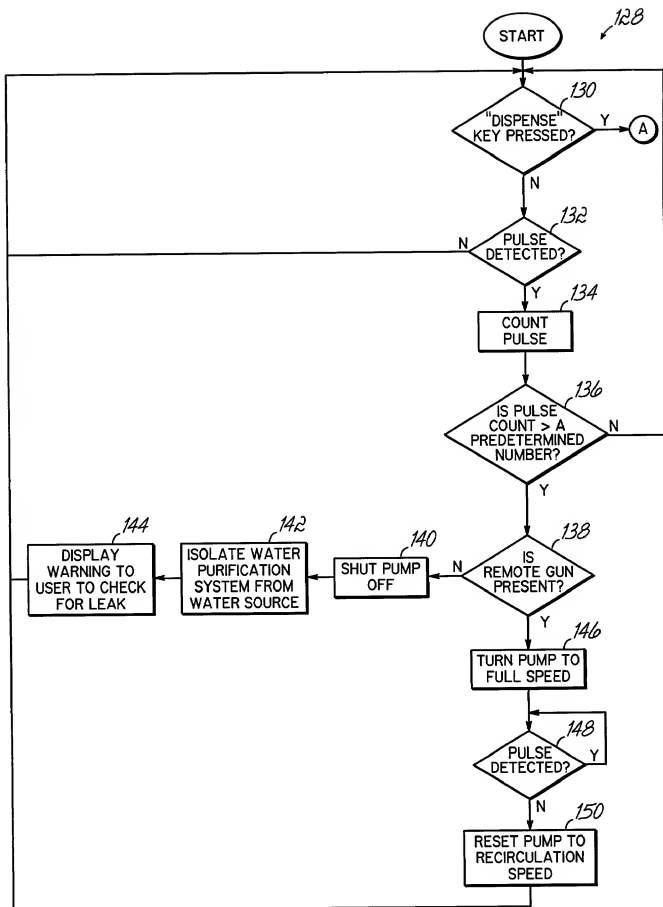 START
128
130
"DISPENSE"
KEY PRESSED?
Y
A
N
132
N
PULSE
DETECTED?
Y
134
COUNT
PULSE
136
IS PULSE
COUNT > A
PREDETERMINED
NUMBER?
N
Y
144
DISPLAY
WARNING TO
USER TO CHECK
FOR LEAK
142
ISOLATE WATER
PURIFICATION
SYSTEM FROM
WATER SOURCE
140
SHUT PUMP
OFF
138
N
IS
REMOTE GUN
PRESENT?
Y
146
TURN PUMP TO
FULL SPEED
148
PULSE
DETECTED?
Y
N
150
RESET PUMP TO
RECIRCULATION
SPEED